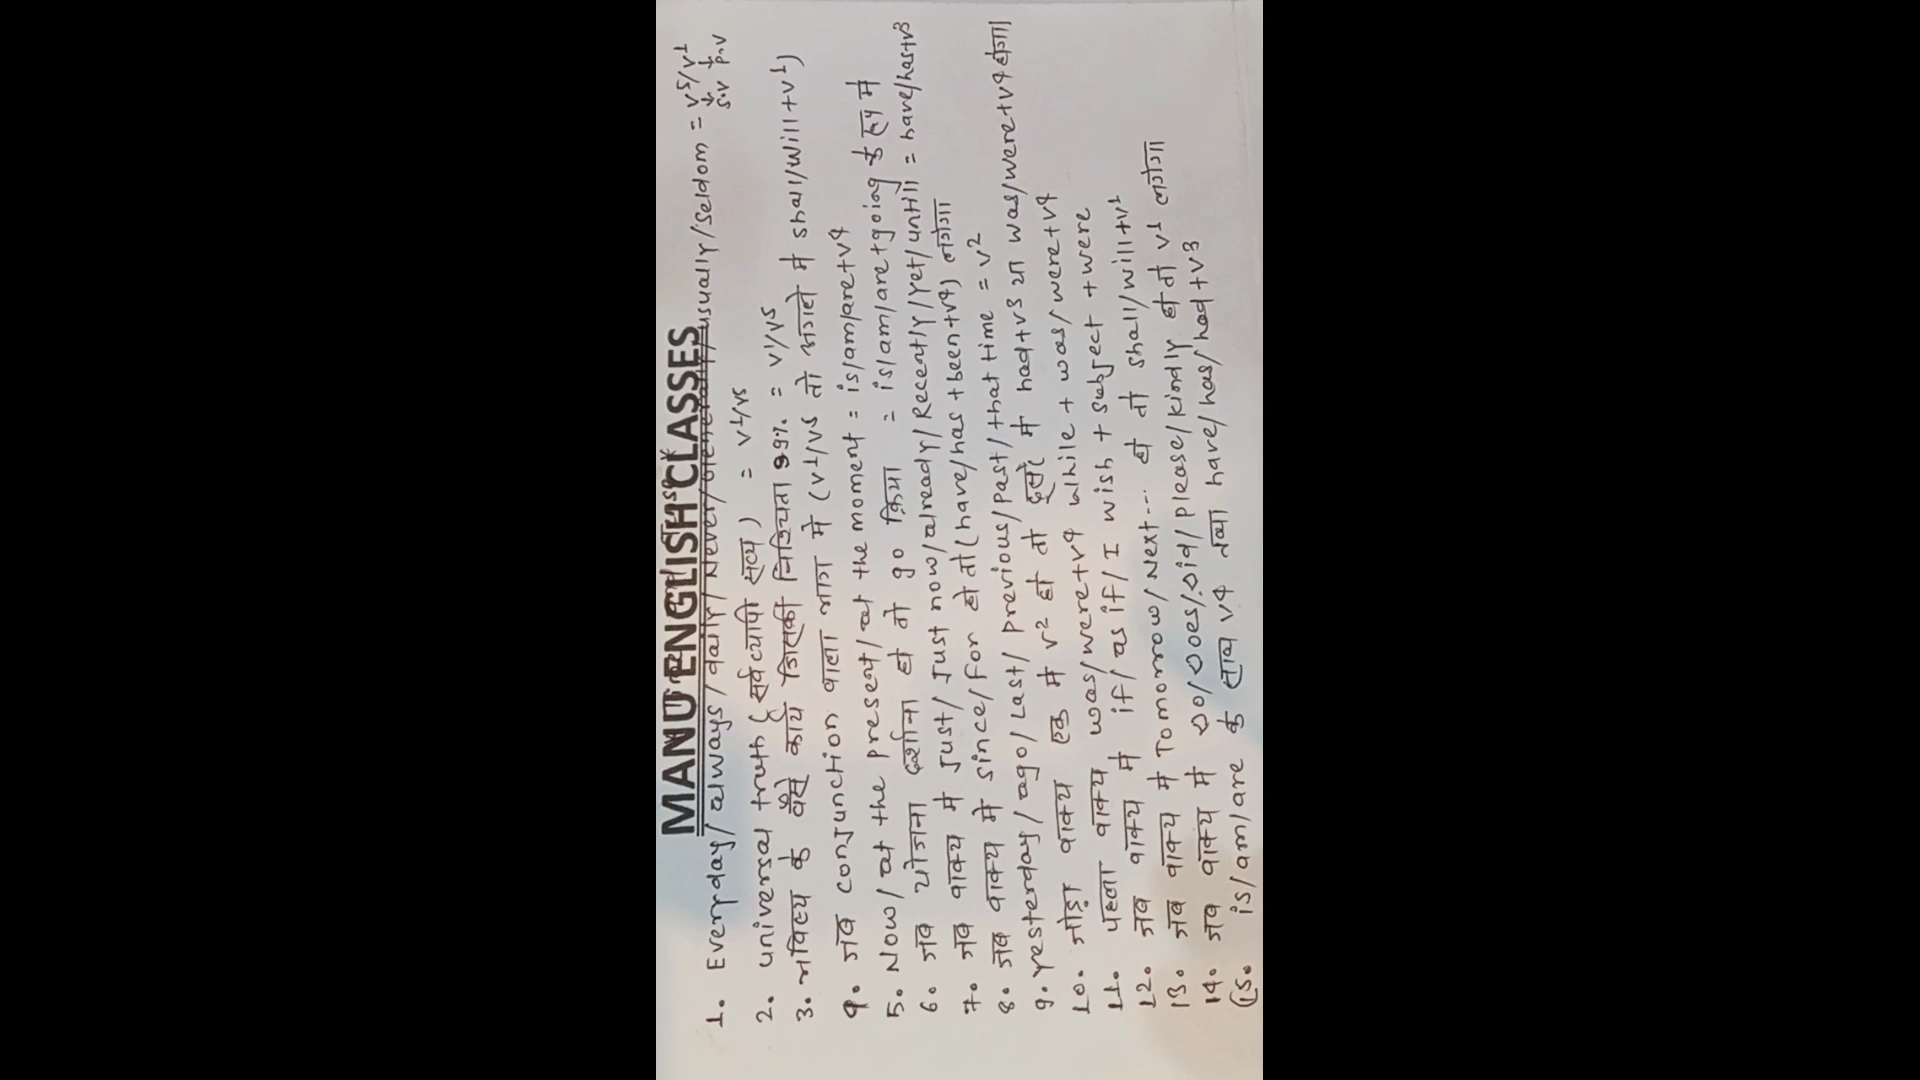 MANU ENGLISH CLASSES
1. Everyday/always/daily/Never/Generally/usually/seldom = v5/v1
s.v p.v
2. universal truth (सर्वव्यापी सत्य) = v1/v5
3. भविष्य के वैसे कार्य जिसकी निश्चितता 99% = v1/v5
4. जब conjunction वाला भाग में (v1/v5 तो अगले में shall/will+v1)
5. Now/at the present/at the moment = is/am/are+v4
6. जब योजना दर्शाना हो तो go क्रिया = is/am/are+going के रूप में
7. जब वाक्य में Just/Just now/already/Recently/yet/untill = have/has+v3
8. जब वाक्य में since/for हो तो (have/has+been+v4) लगेगा
9. yesterday/ago/Last/previous/past/that time = v2
10. जोड़ा वाक्य एक में v2 हो तो दूसरे में had+v3 या was/were+v4 होगा।
11. पहला वाक्य was/were+v4 while + was/were+v4
12. जब वाक्य में if/as if/I wish + subject + were
13. जब वाक्य में Tomorrow/Next... हो तो shall/will+v1
14. जब वाक्य में Do/Does/Did/please/kindly हो तो v1 लगेगा
15. is/am/are के साथ v4 तथा have/has/had+v3